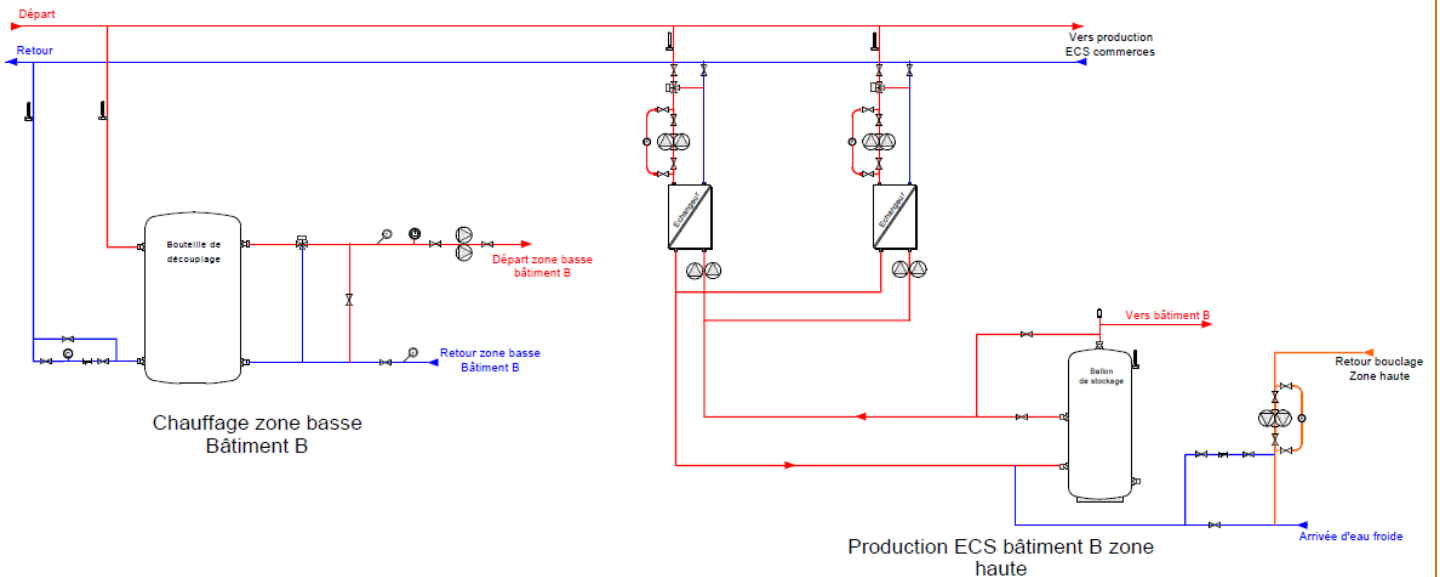 Départ
Retour
Vers production
ECS commerces
Echangeur
Echangeur
Bouteille de
découplage
Départ zone basse
bâtiment B
Retour zone basse
Bâtiment B
Chauffage zone basse
Bâtiment B
Vers bâtiment B
Ballon
de stockage
Retour bouclage
Zone haute
Arrivée d'eau froide
Production ECS bâtiment B zone
haute